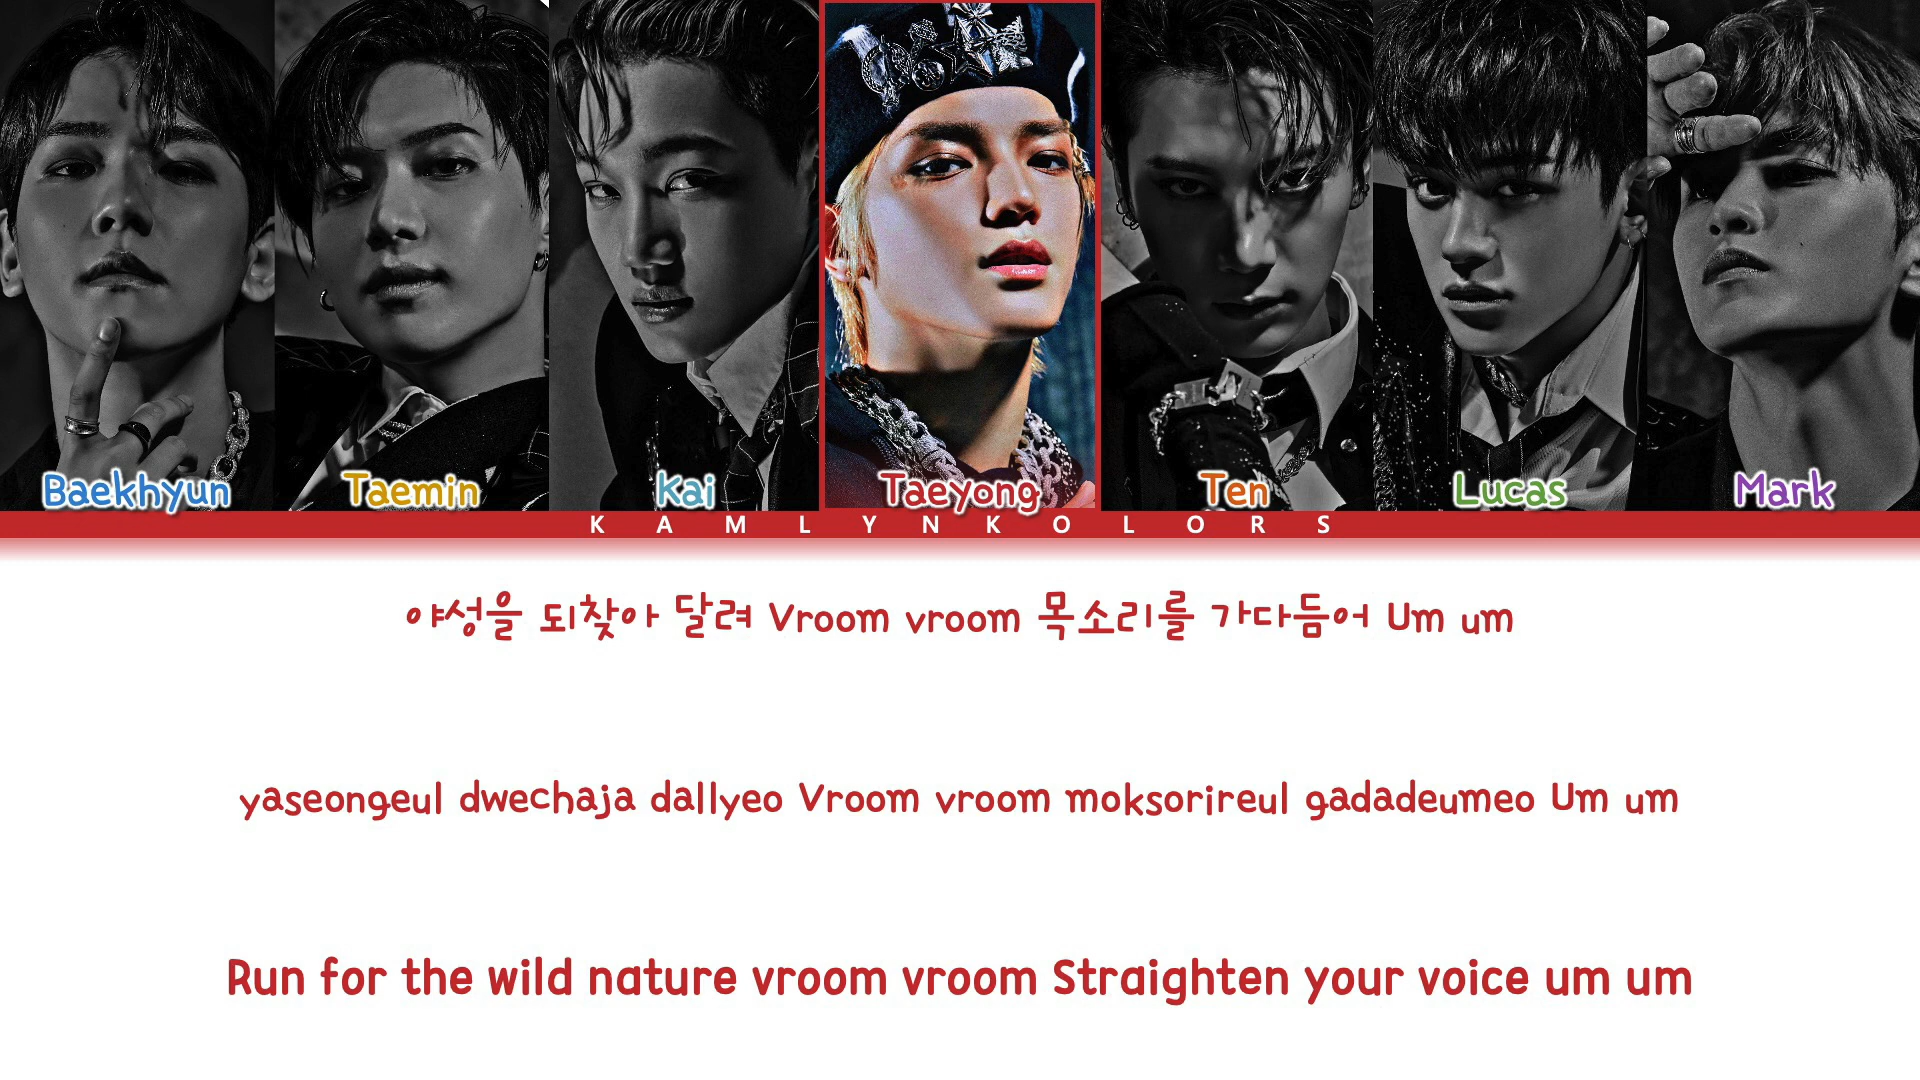 Baekhyun Taemin Kai Taeyong Ten Lucas Mark
KAMLYNKOLORS
야성을 되찾아 달려 Vroom vroom 목소리를 가다듬어 Um um
yaseongeul dwechaja dallyeo Vroom vroom moksorireul gadadeumeo Um um
Run for the wild nature vroom vroom Straighten your voice um um